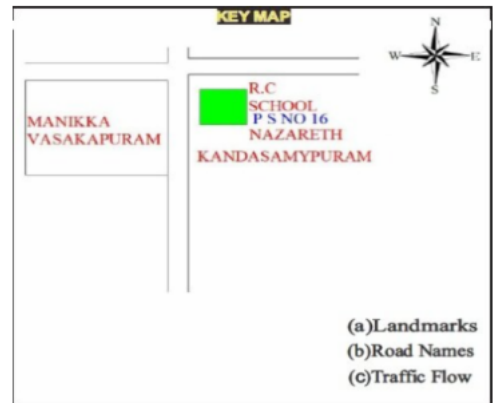 KEY MAP
N
W
E
S
R.C
SCHOOL
P S NO 16
NAZARETH
KANDASAMYPURAM
MANIKKA
VASAKAPURAM
(a)Landmarks
(b)Road Names
(c)Traffic Flow